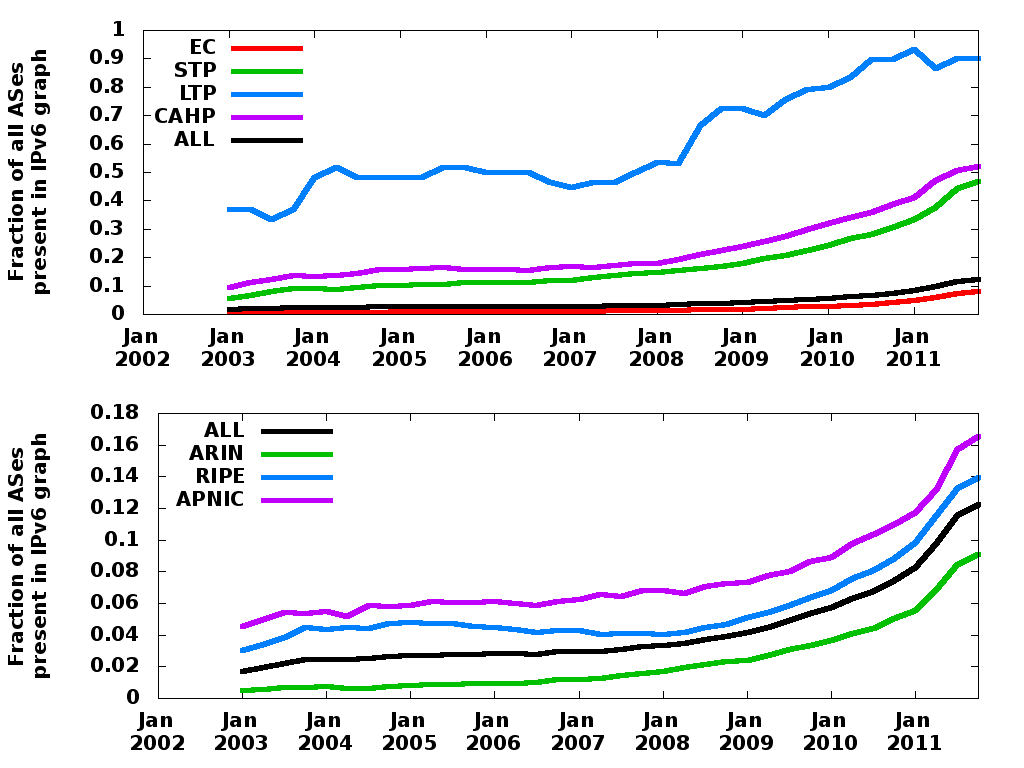 Fraction of all ASes
present in IPv6 graph
1
0.9
0.8
0.7
0.6
0.5
0.4
0.3
0.2
0.1
0
EC
STP
LTP
CAHP
ALL
Jan Jan Jan Jan Jan Jan Jan Jan Jan Jan
2002 2003 2004 2005 2006 2007 2008 2009 2010 2011
Fraction of all ASes
present in IPv6 graph
0.18
0.16
0.14
0.12
0.1
0.08
0.06
0.04
0.02
0
ALL
ARIN
RIPE
APNIC
Jan Jan Jan Jan Jan Jan Jan Jan Jan Jan
2002 2003 2004 2005 2006 2007 2008 2009 2010 2011